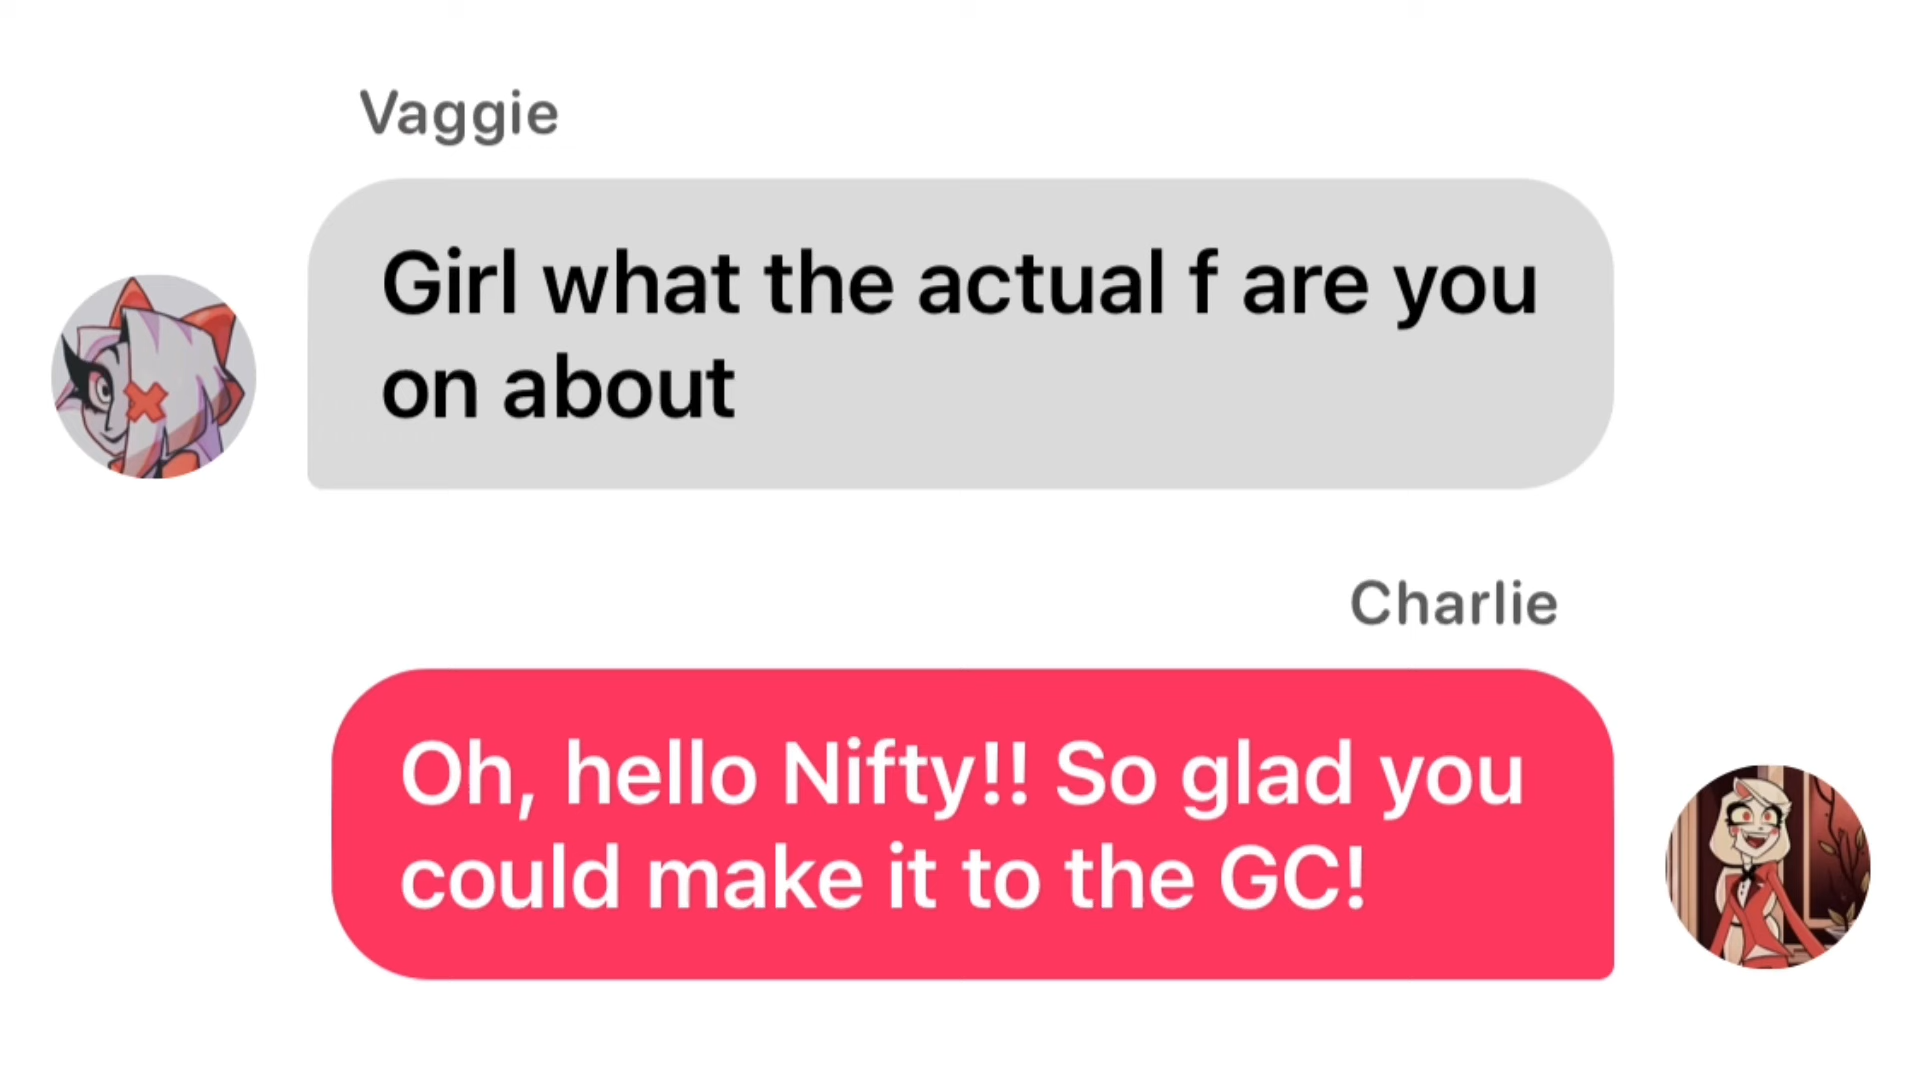 Vaggie
Girl what the actual f are you
on about
Charlie
Oh, hello Nifty!! So glad you
could make it to the GC!